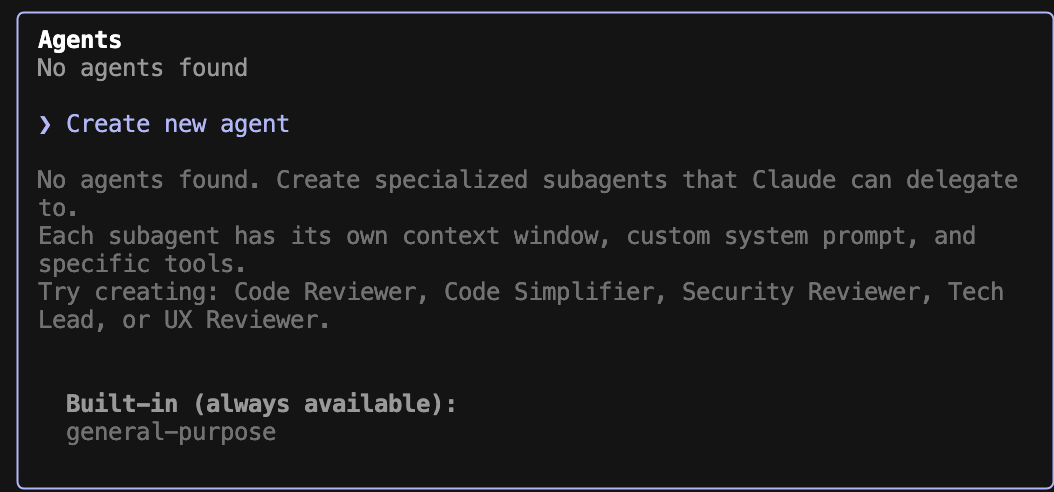 Agents
No agents found
❯ Create new agent
No agents found. Create specialized subagents that Claude can delegate
to.
Each subagent has its own context window, custom system prompt, and
specific tools.
Try creating: Code Reviewer, Code Simplifier, Security Reviewer, Tech
Lead, or UX Reviewer.
Built-in (always available):
general-purpose